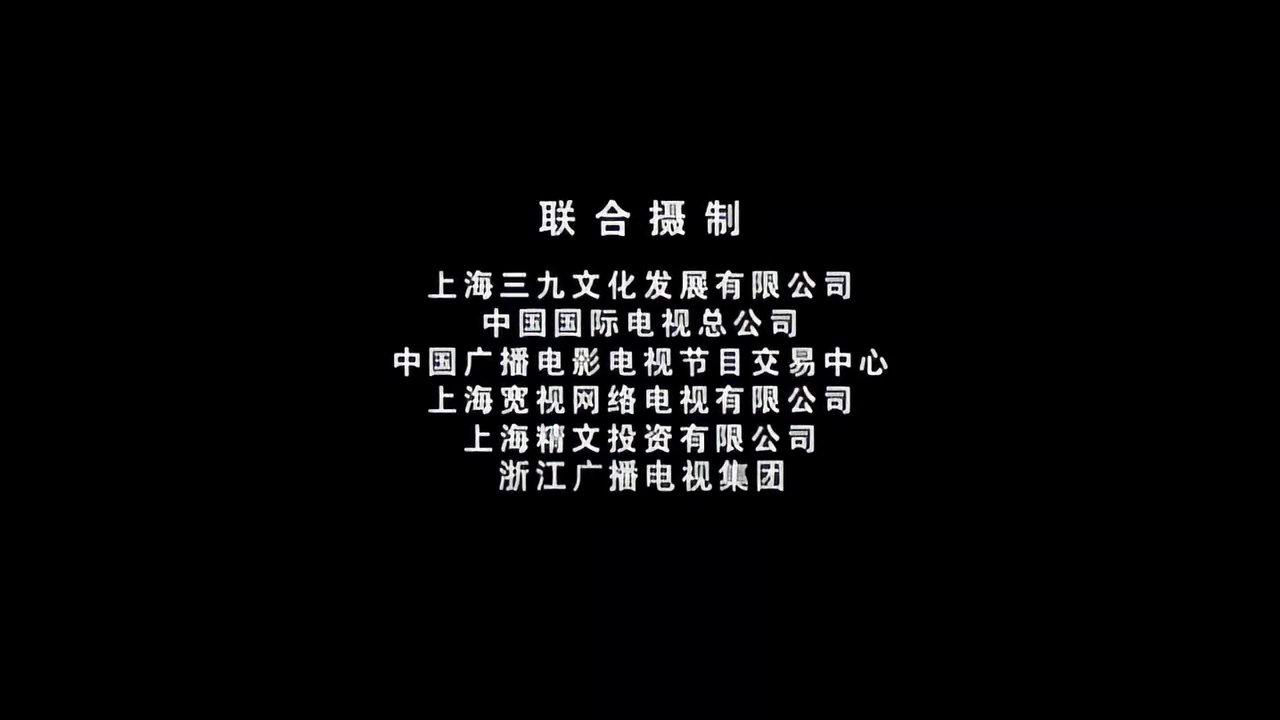 联合摄制
上海三九文化发展有限公司
中国国际电视总公司
中国广播电影电视节目交易中心
上海宽视网络电视有限公司
上海精文投资有限公司
浙江广播电视集团